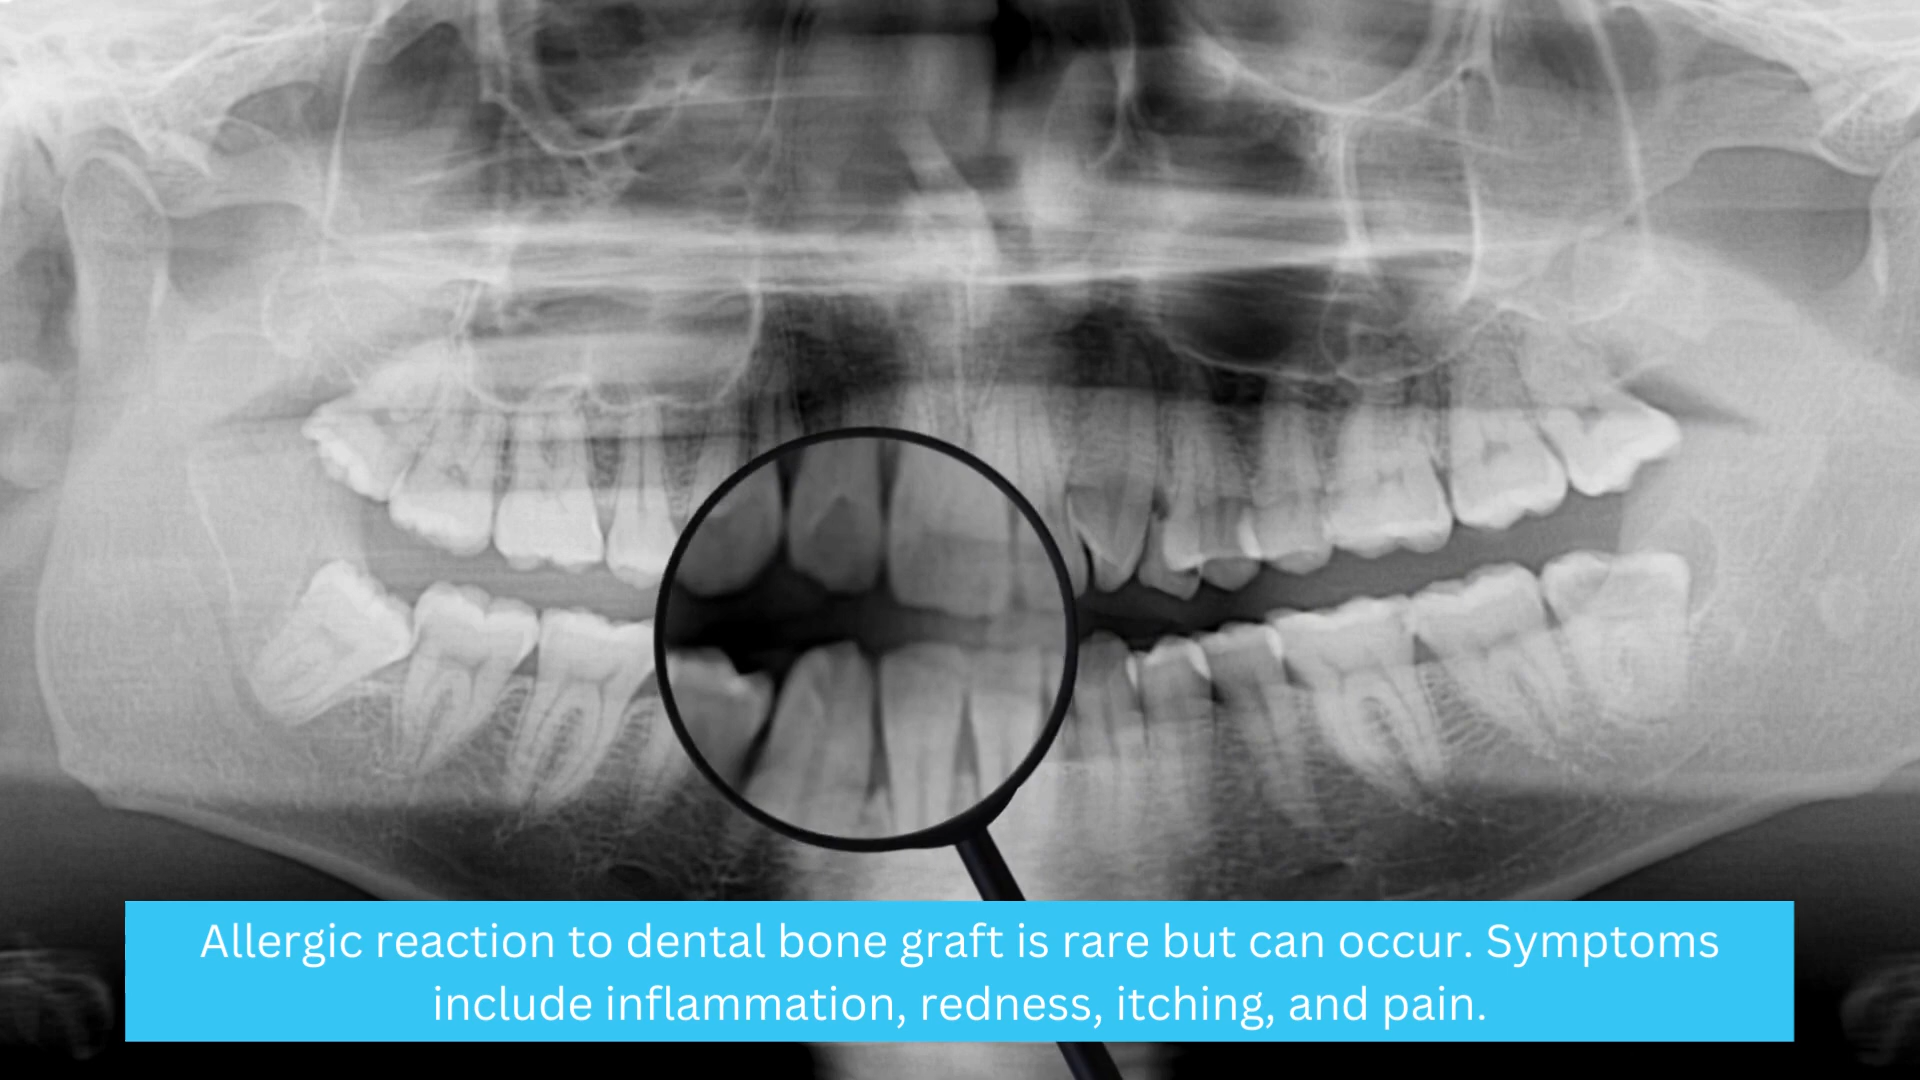 Allergic reaction to dental bone graft is rare but can occur. Symptoms
include inflammation, redness, itching, and pain.